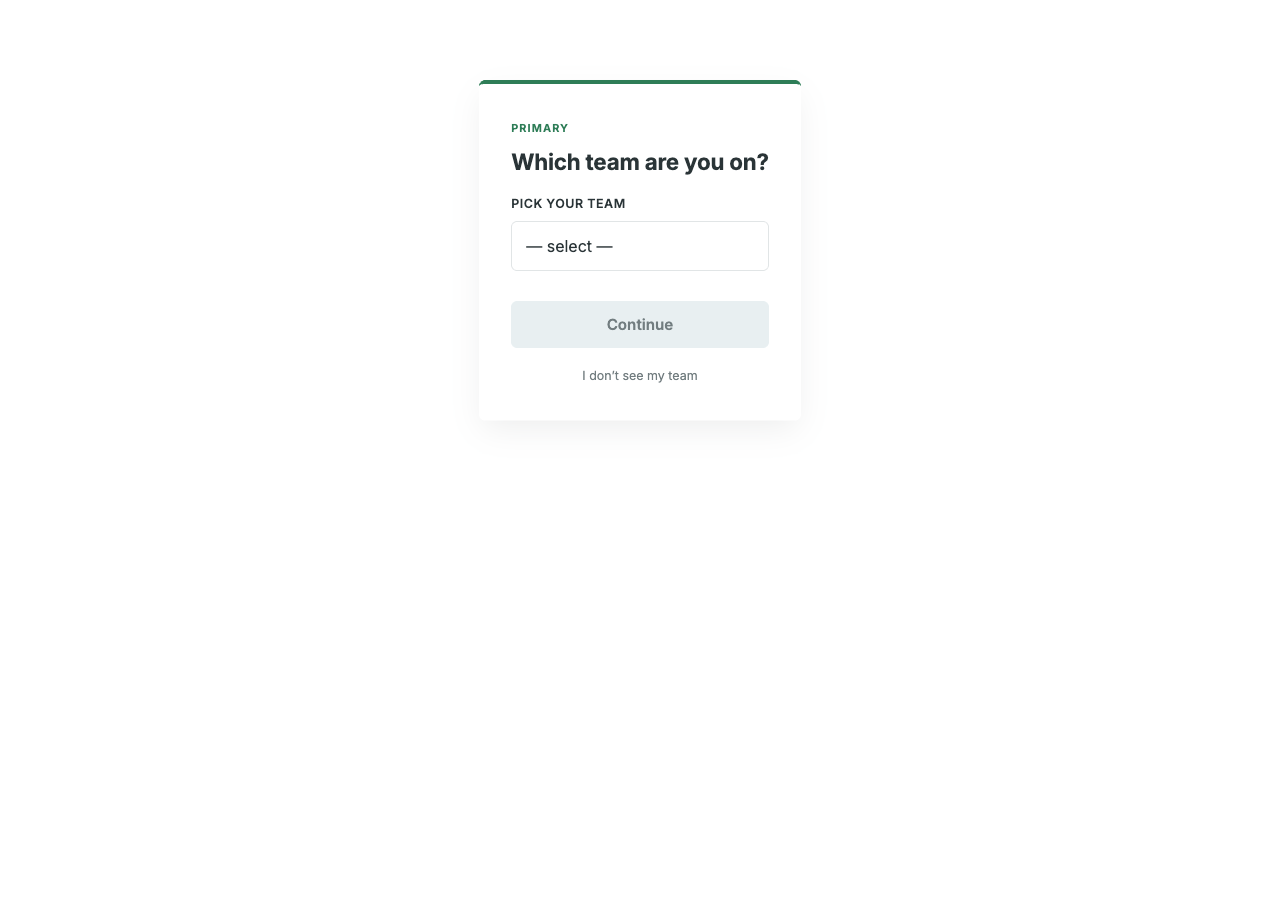 PRIMARY
Which team are you on?
PICK YOUR TEAM
— select —
Continue
I don’t see my team